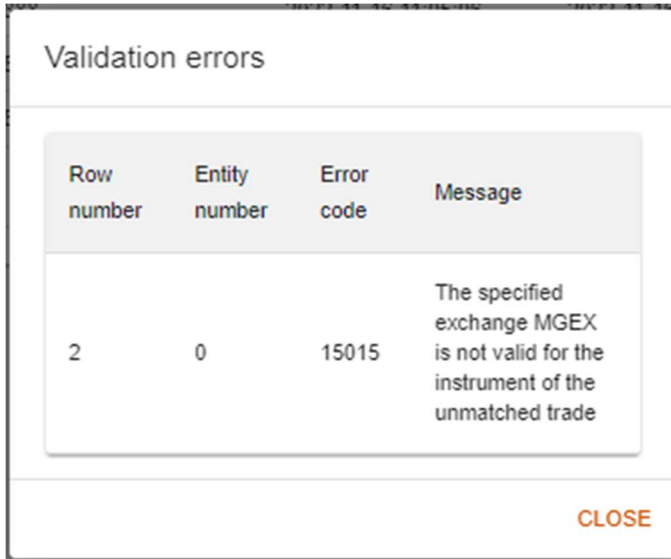 Validation errors
Row number
Entity number
Error code
Message
2
0
15015
The specified
exchange MGEX
is not valid for the
instrument of the
unmatched trade
CLOSE